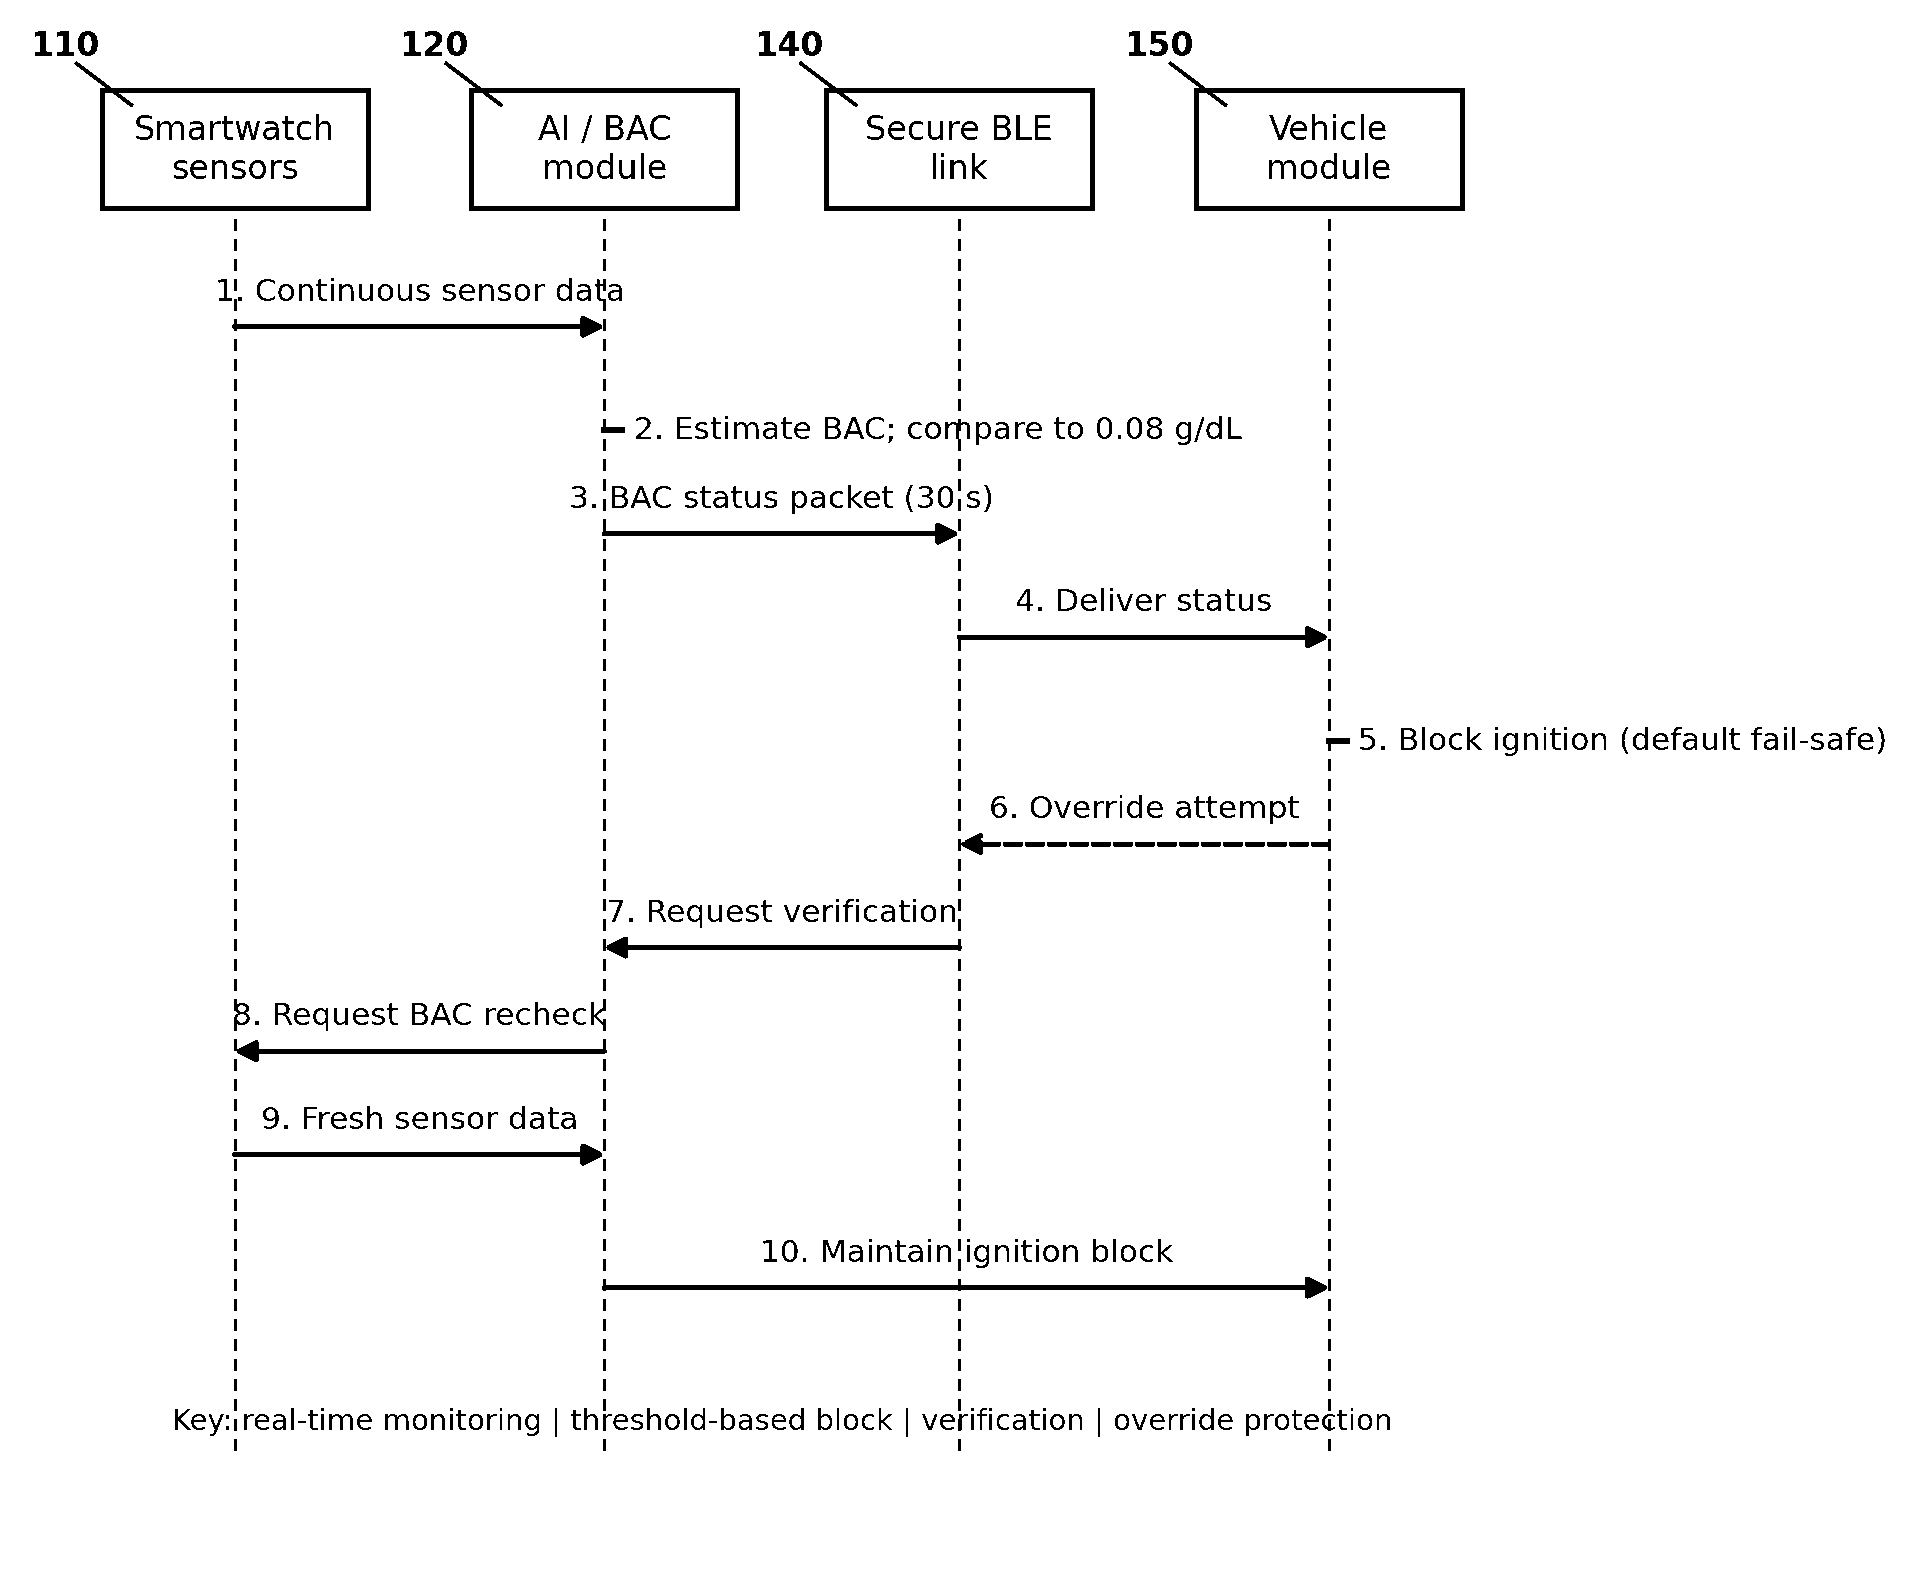 110
120
140
150
Smartwatch
sensors
AI / BAC
module
Secure BLE
link
Vehicle
module
1. Continuous sensor data
2. Estimate BAC; compare to 0.08 g/dL
3. BAC status packet (30 s)
4. Deliver status
5. Block ignition (default fail-safe)
6. Override attempt
7. Request verification
8. Request BAC recheck
9. Fresh sensor data
10. Maintain ignition block
Key: real-time monitoring | threshold-based block | verification | override protection